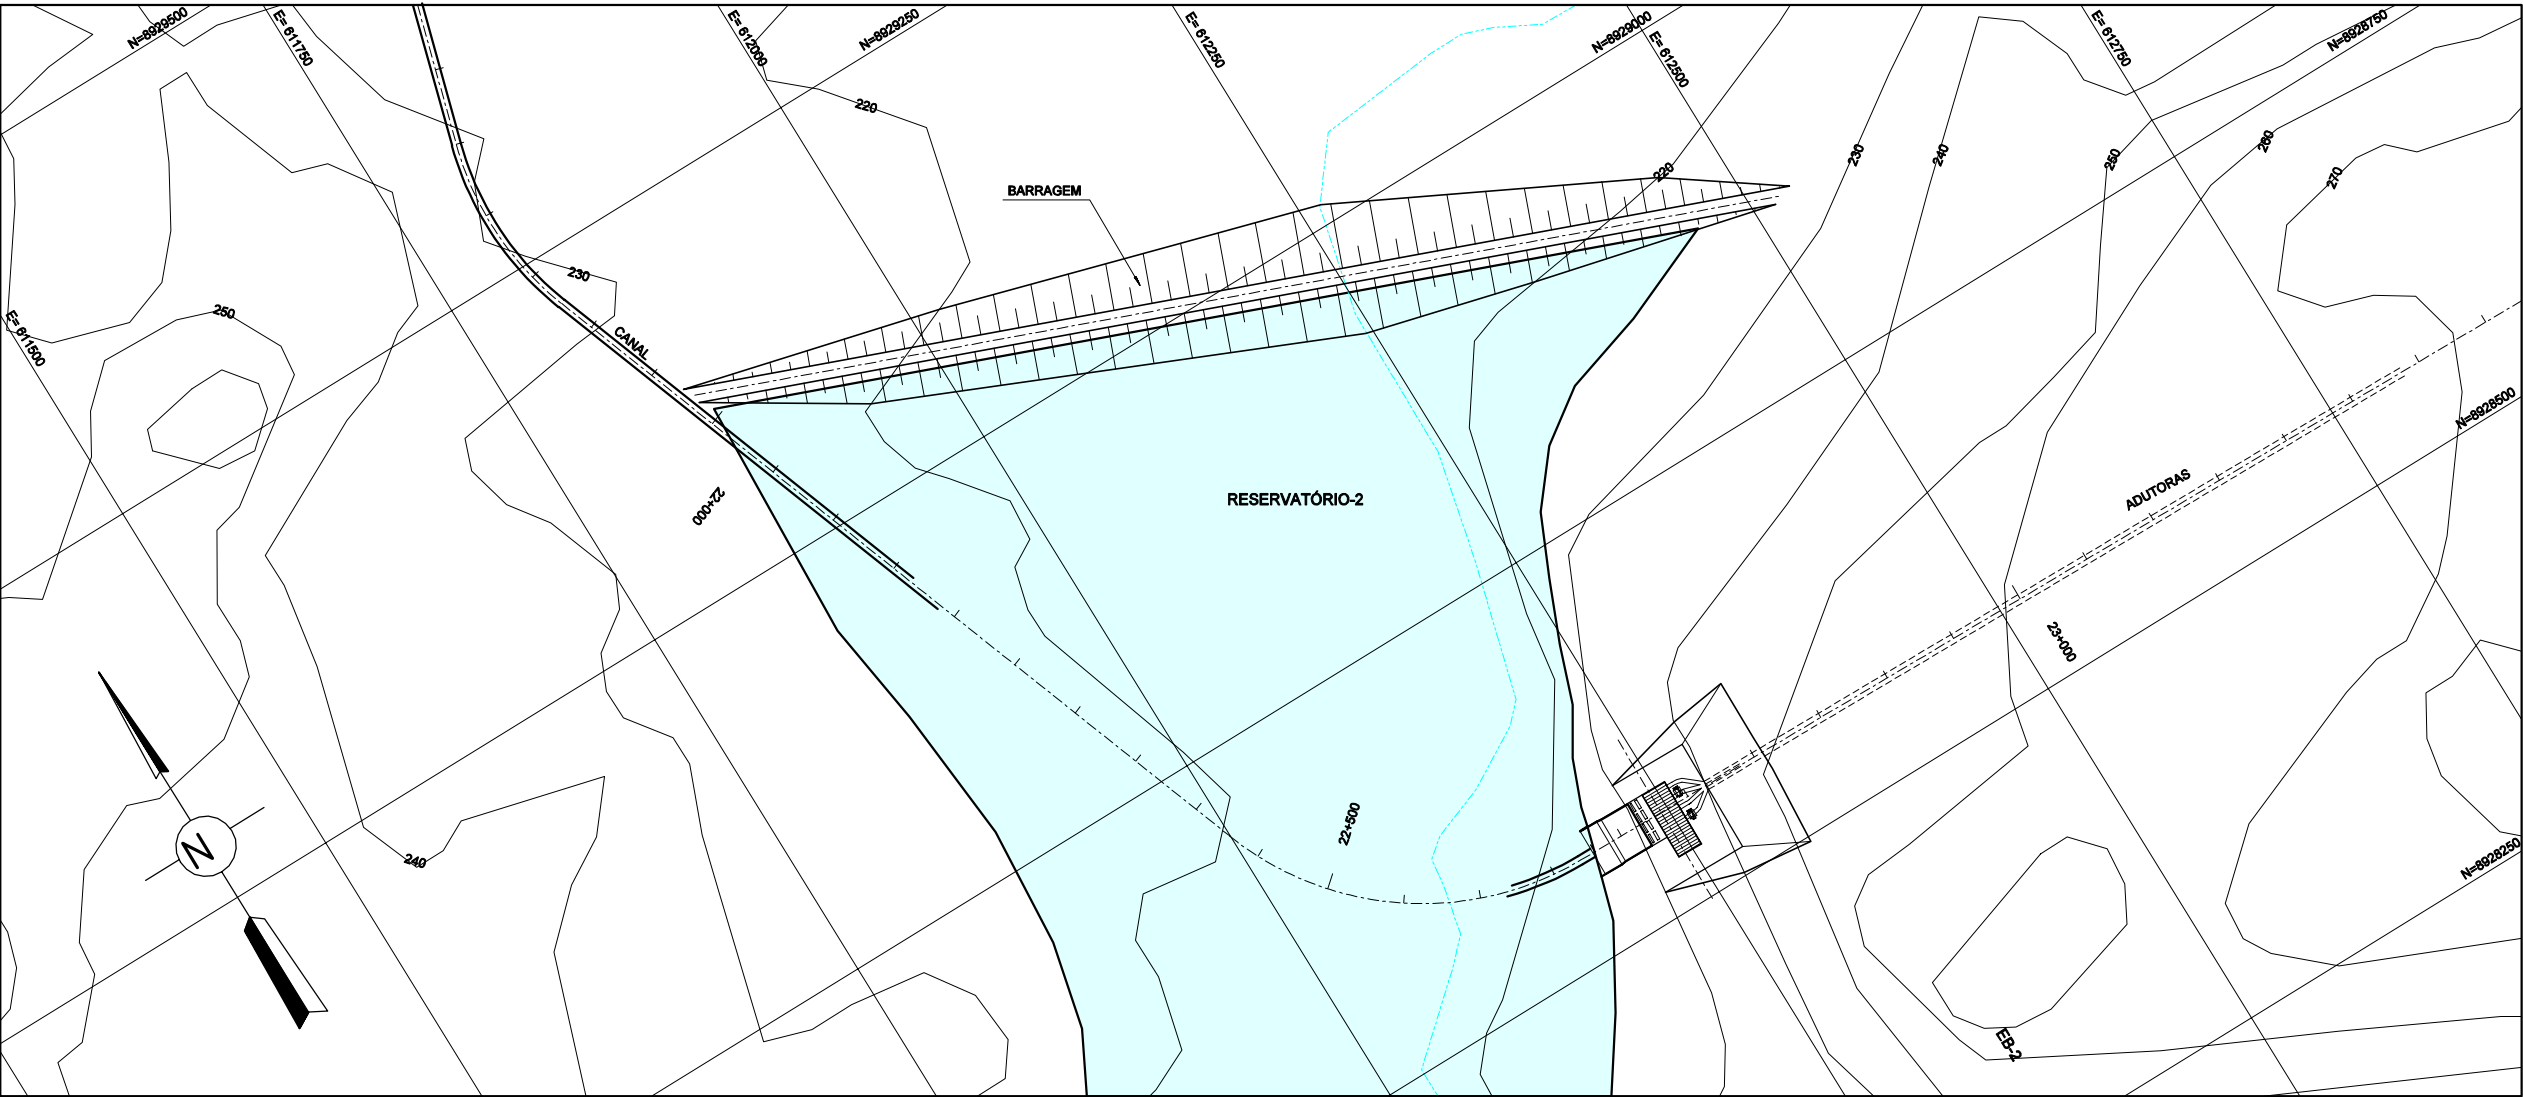 N=8929500
E= 611750
E= 612000
N=8929250
E= 612250
N=8929000
E= 612500
E= 612750
N=8928750
220
230
240
250
260
270
220
BARRAGEM
230
250
E= 611500
CANAL
N=8928500
ADUTORAS
RESERVATÓRIO-2
22+000
23+000
22+500
N
240
N=8928250
EB-2